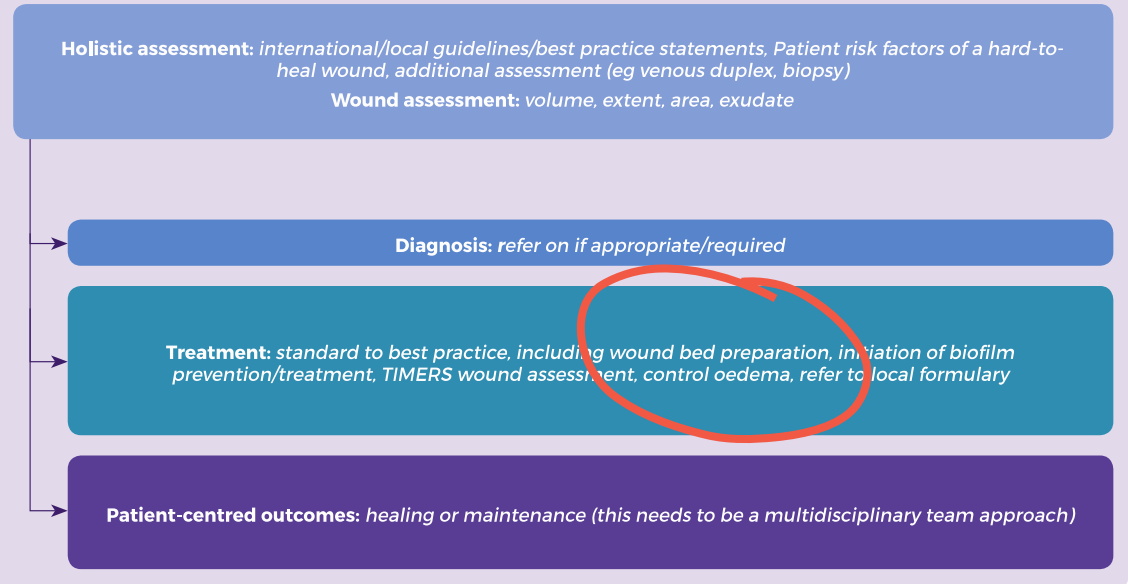 Holistic assessment: international/local guidelines/best practice statements, Patient risk factors of a hard-to-
heal wound, additional assessment (eg venous duplex, biopsy)
Wound assessment: volume, extent, area, exudate
Diagnosis: refer on if appropriate/required
Treatment: standard to best practice, including wound bed preparation, initiation of biofilm
prevention/treatment, TIMERS wound assessment, control oedema, refer to local formulary
Patient-centred outcomes: healing or maintenance (this needs to be a multidisciplinary team approach)